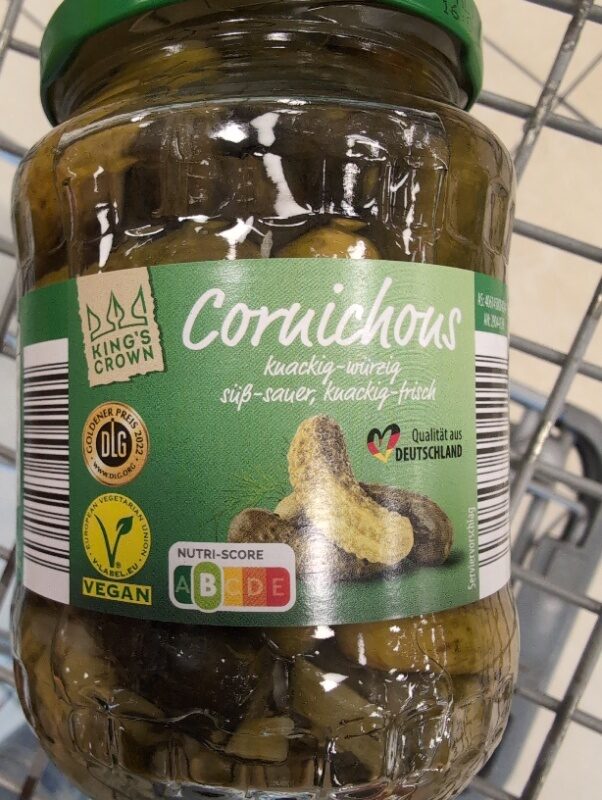 KING'S
CROWN
Cornichons
knackig-würzig
süß-sauer, knackig-frisch
GOLDENER PREIS 2022
DLG
WWW.DLG.ORG
Qualität aus
DEUTSCHLAND
EUROPEAN VEGETARIAN UNION
V-LABEL.EU
VEGAN
NUTRI-SCORE
A B C D E
Serviervorschlag